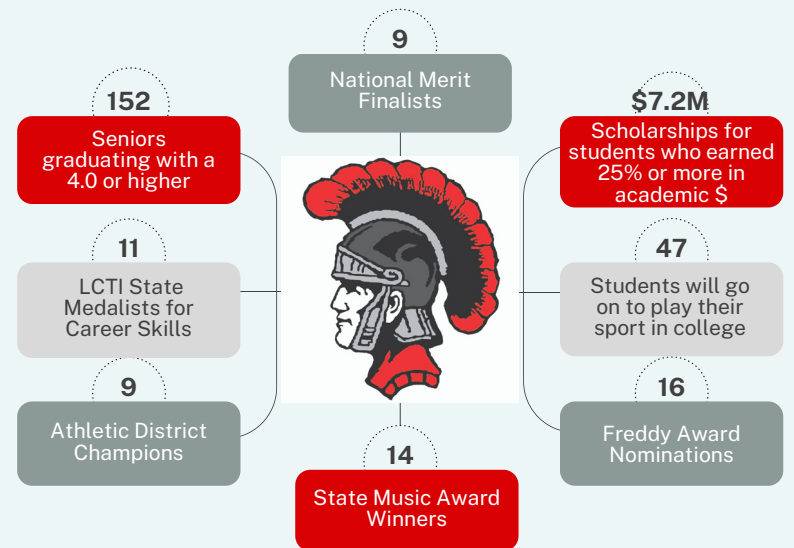 9
National Merit
Finalists
152
Seniors
graduating with a
4.0 or higher
$7.2M
Scholarships for
students who earned
25% or more in
academic $
11
LCTI State
Medalists for
Career Skills
47
Students will go
on to play their
sport in college
9
Athletic District
Champions
16
Freddy Award
Nominations
14
State Music Award
Winners